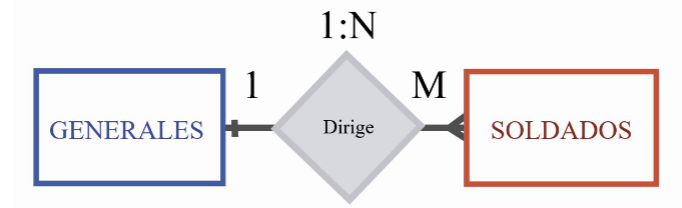 1:N
1
M
GENERALES
Dirige
SOLDADOS